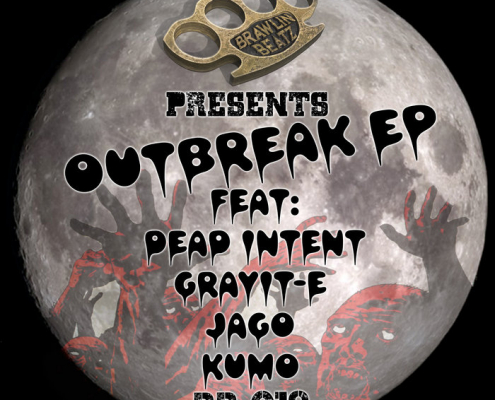 BRAWLIN
BEATZ
PRESENTS
OUTBREAK EP
FEAT:
DEAD INTENT
GRAVIT-E
JAGO
KUMO